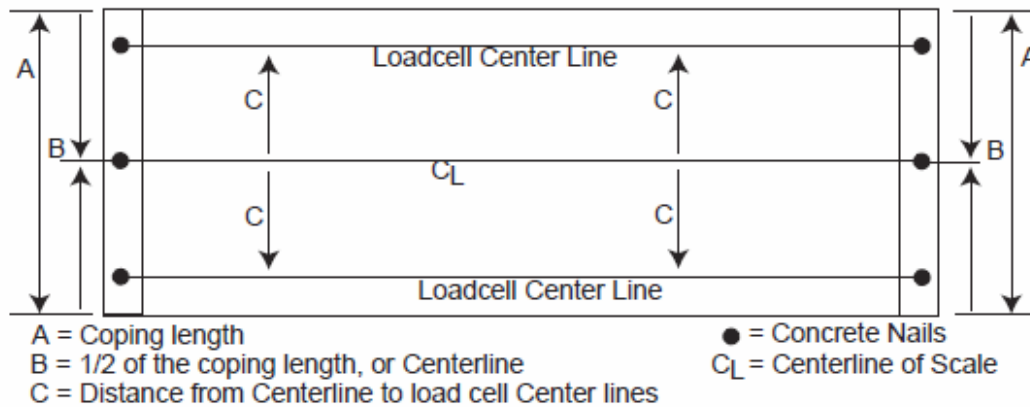 A
A
Loadcell Center Line
C
C
B
B
CL
C
C
Loadcell Center Line
A = Coping length
B = 1/2 of the coping length, or Centerline
C = Distance from Centerline to load cell Center lines
= Concrete Nails
CL = Centerline of Scale